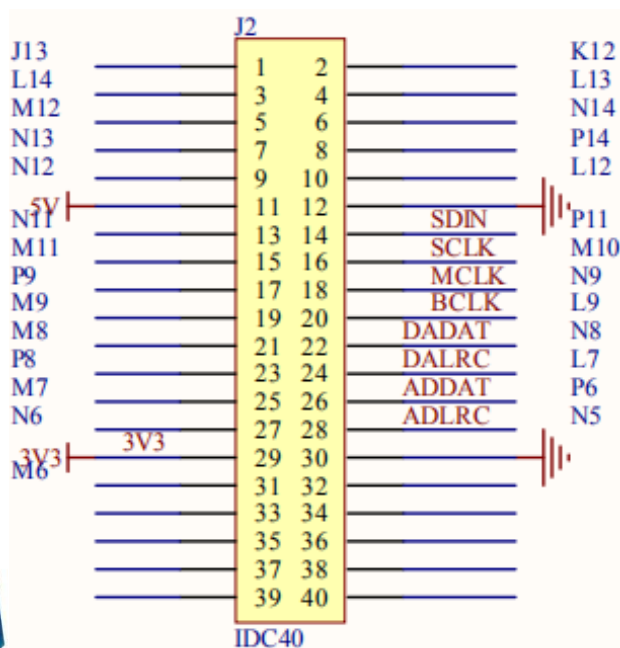 J2
J13 1 2 K12
L14 3 4 L13
M12 5 6 N14
N13 7 8 P14
N12 9 10 L12
5V 11 12
N11 13 14 SDIN P11
M11 15 16 SCLK M10
P9 17 18 MCLK N9
M9 19 20 BCLK L9
M8 21 22 DADAT N8
P8 23 24 DALRC L7
M7 25 26 ADDAT P6
N6 27 28 ADLRC N5
3V3 3V3 29 30
M6 31 32
33 34
35 36
37 38
39 40
IDC40